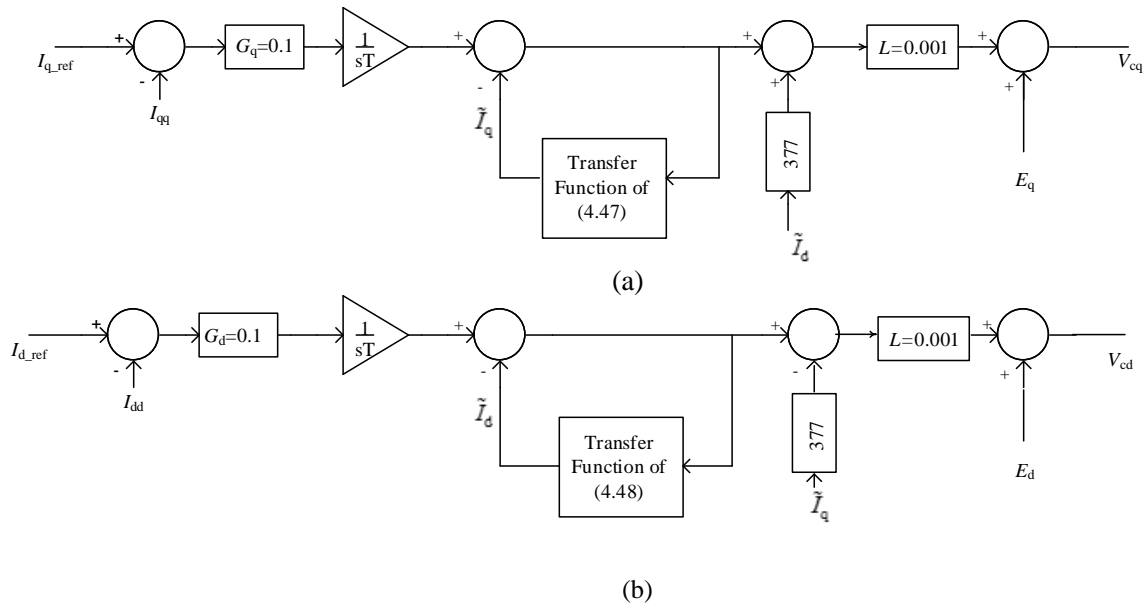 I_q_ref
+
-
I_qq
G_q=0.1
1
sT
+
-
Ĩ_q
Transfer
Function of
(4.47)
+
+
377
Ĩ_d
L=0.001
+
+
E_q
V_cq
(a)
I_d_ref
+
-
I_dd
G_d=0.1
1
sT
+
-
Ĩ_d
Transfer
Function of
(4.48)
+
-
377
Ĩ_q
L=0.001
+
+
E_d
V_cd
(b)